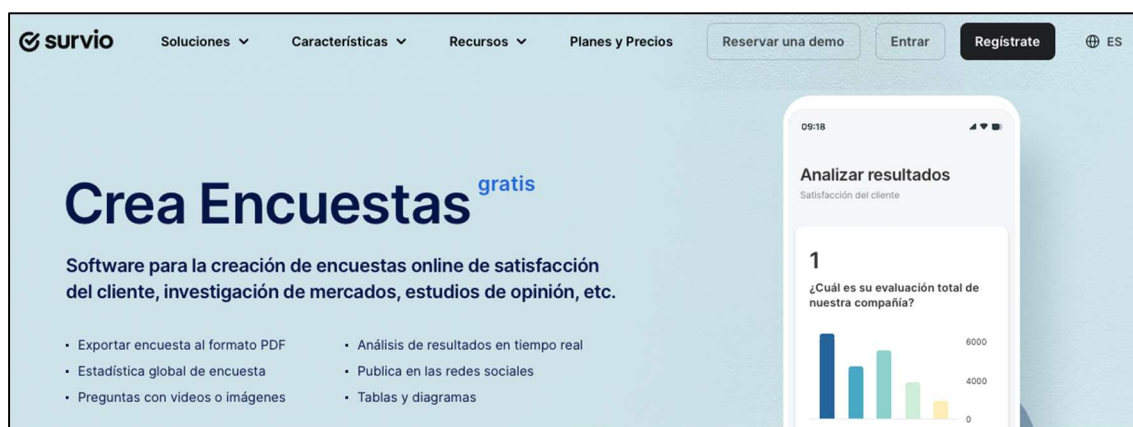 survio
Soluciones
Características
Recursos
Planes y Precios
Reservar una demo
Entrar
Regístrate
ES
Crea Encuestas gratis
Software para la creación de encuestas online de satisfacción
del cliente, investigación de mercados, estudios de opinión, etc.
• Exportar encuesta al formato PDF
• Estadística global de encuesta
• Preguntas con videos o imágenes
• Análisis de resultados en tiempo real
• Publica en las redes sociales
• Tablas y diagramas
09:18
Analizar resultados
Satisfacción del cliente
1
¿Cuál es su evaluación total de
nuestra compañía?
6000
4000
0